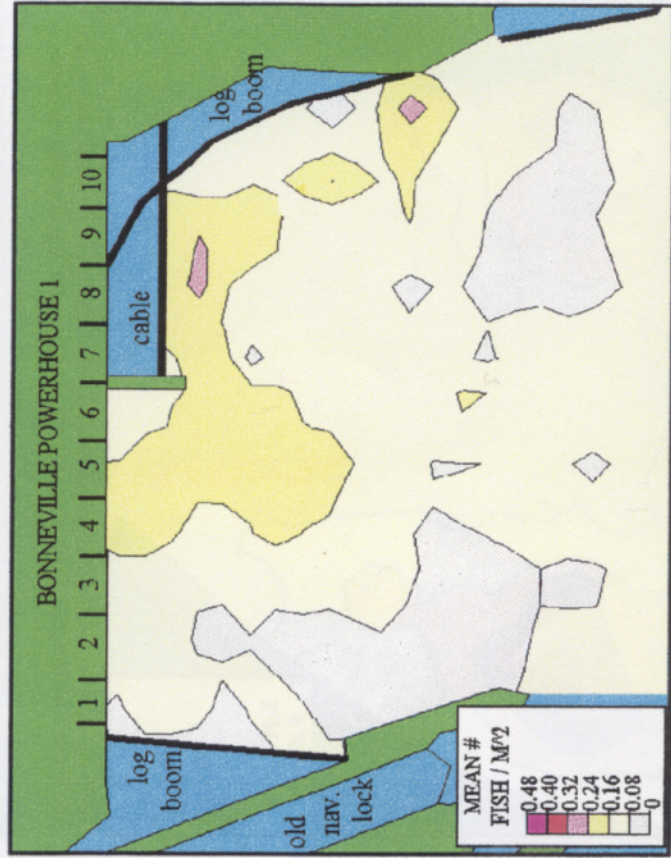 BONNEVILLE POWERHOUSE 1
1 2 3 4 5 6 7 8 9 10
cable
log
boom
log
boom
old
nav.
lock
MEAN #
FISH / M^2
0.48
0.40
0.32
0.24
0.16
0.08
0